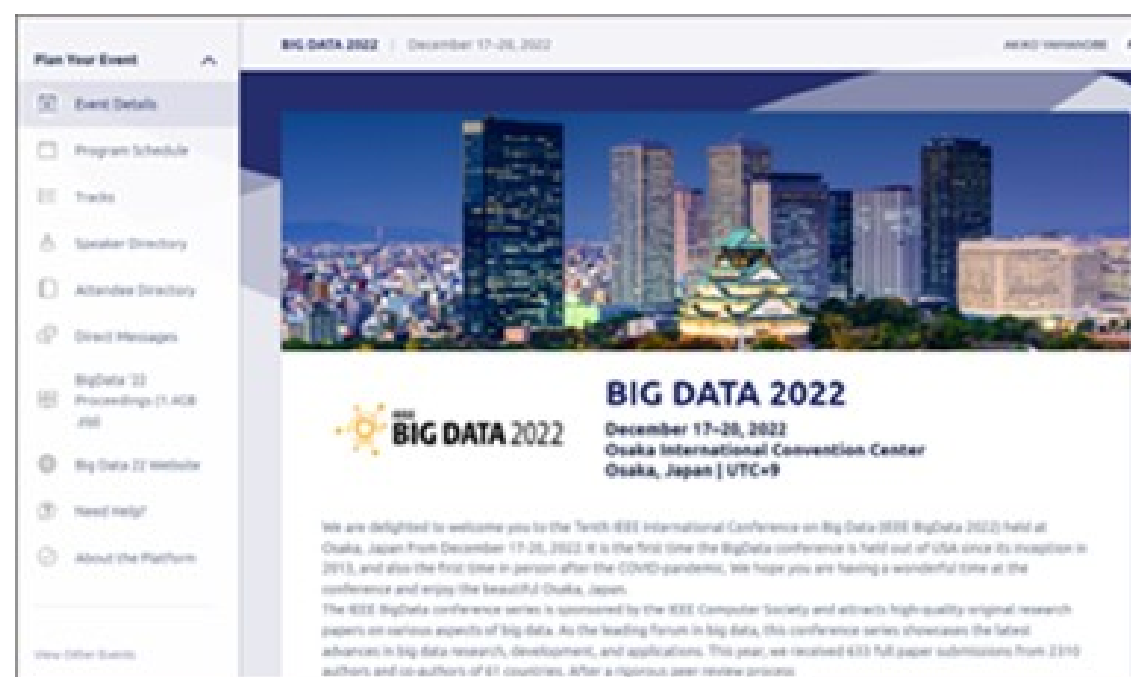 Plan Your Event
Event Details
Program Schedule
Tracks
Speaker Directory
Attendee Directory
Direct Messages
BigData '22
Proceedings (1.4GB
.zip)
Big Data 22 Website
Need Help?
About the Platform
View Other Events
BIG DATA 2022 | December 17-20, 2022
IEEE
BIG DATA 2022
BIG DATA 2022
December 17-20, 2022
Osaka International Convention Center
Osaka, Japan | UTC+9
We are delighted to welcome you to the Tenth IEEE International Conference on Big Data (IEEE BigData 2022) held at
Osaka, Japan From December 17-20, 2022. It is the first time the BigData conference is held out of USA since its inception in
2013, and also the first time in person after the COVID pandemic. We hope you are having a wonderful time at the
conference and enjoy the beautiful Osaka, Japan.
The IEEE BigData conference series is sponsored by the IEEE Computer Society and attracts high-quality original research
papers on various aspects of big data. As the leading forum in big data, this conference series showcases the latest
advances in big data research, development, and applications. This year, we received 633 full paper submissions from 2310
authors and co-authors of 61 countries. After a rigorous peer review process